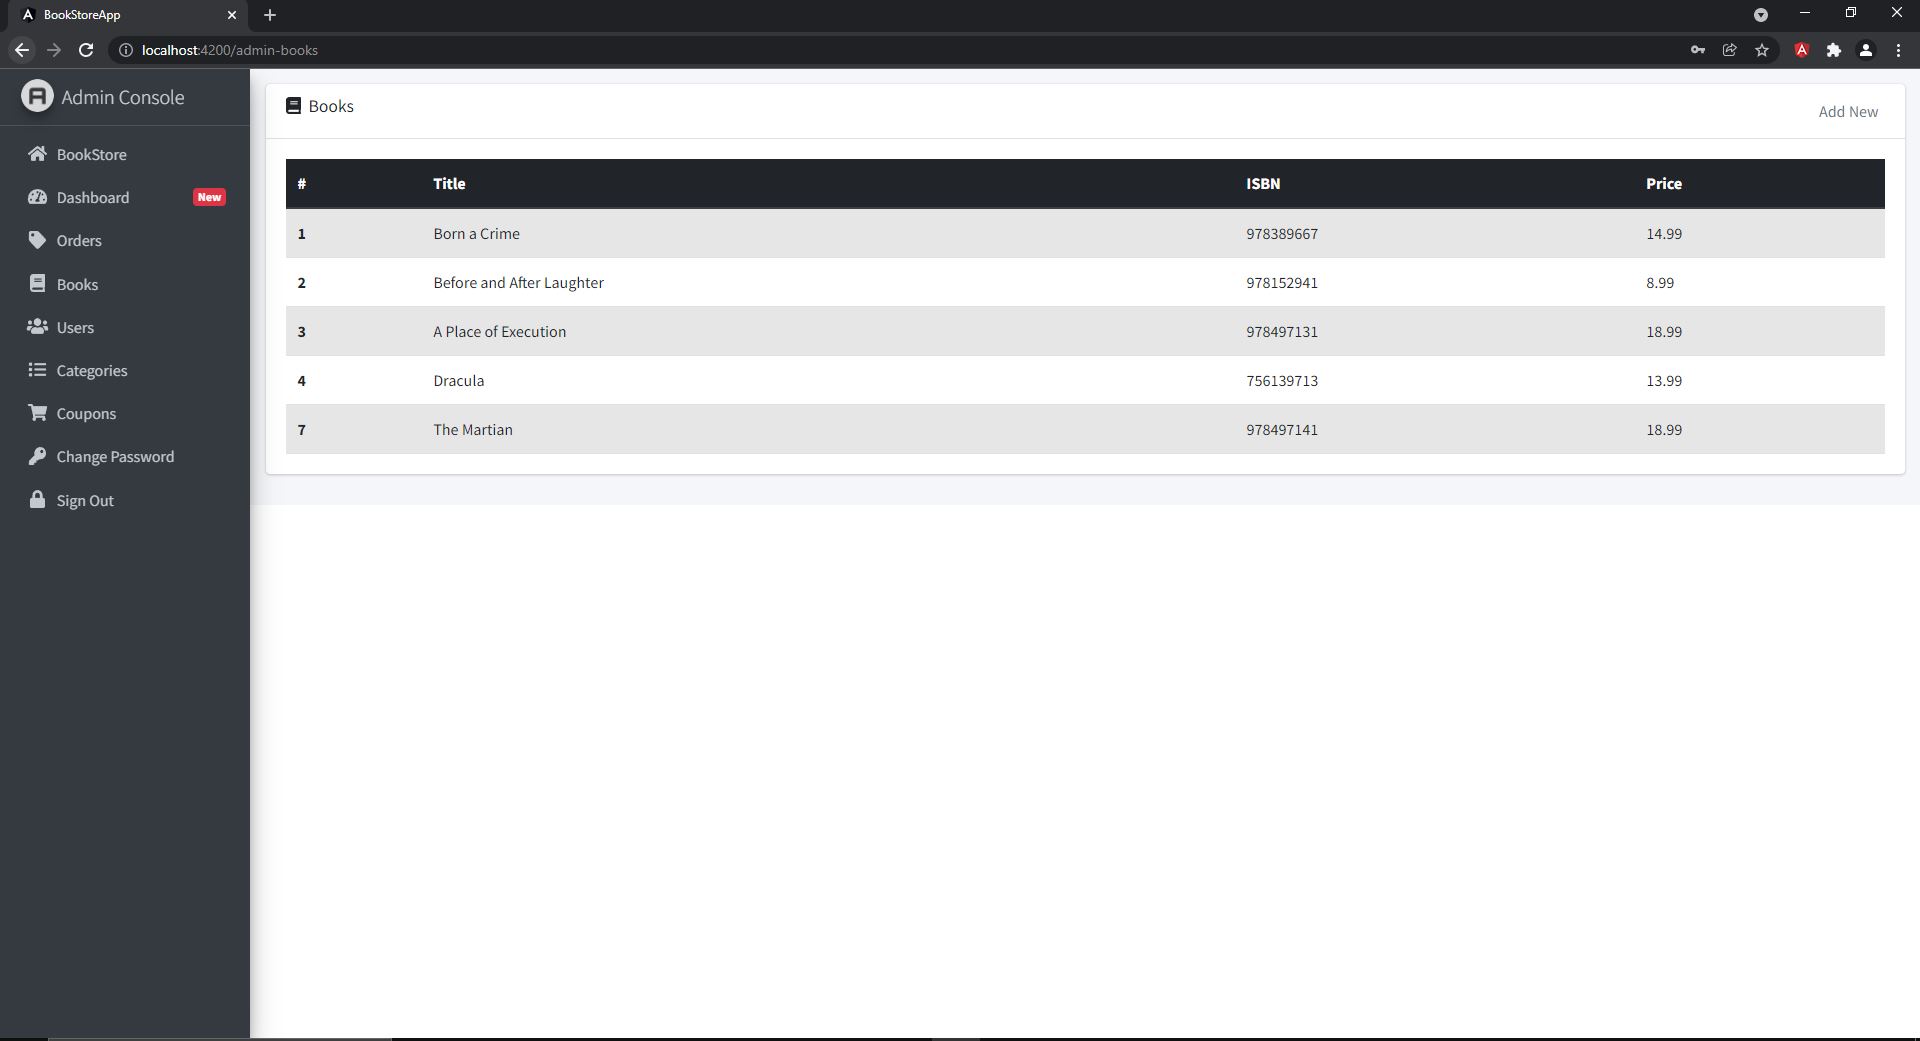 BookStoreApp
localhost:4200/admin-books
Admin Console
BookStore
Dashboard New
Orders
Books
Users
Categories
Coupons
Change Password
Sign Out
Books
Add New
# Title ISBN Price
1 Born a Crime 978389667 14.99
2 Before and After Laughter 978152941 8.99
3 A Place of Execution 978497131 18.99
4 Dracula 756139713 13.99
7 The Martian 978497141 18.99